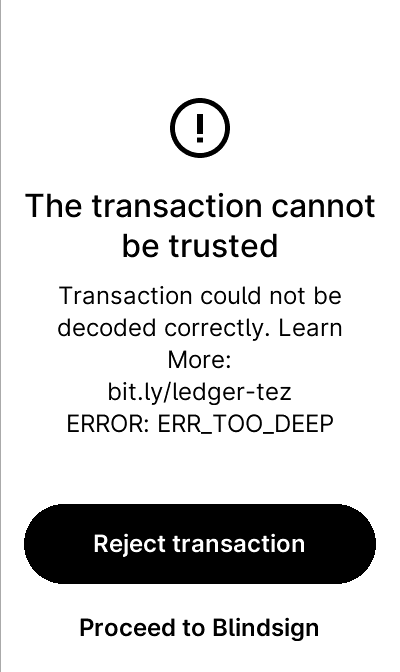 The transaction cannot
be trusted
Transaction could not be
decoded correctly. Learn
More:
bit.ly/ledger-tez
ERROR: ERR_TOO_DEEP
Reject transaction
Proceed to Blindsign